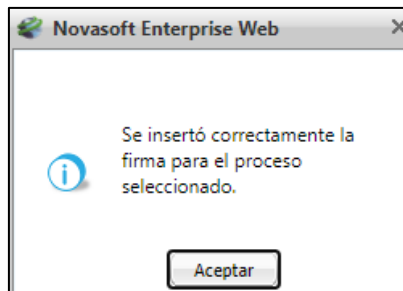 Novasoft Enterprise Web
Se insertó correctamente la
firma para el proceso
seleccionado.
Aceptar